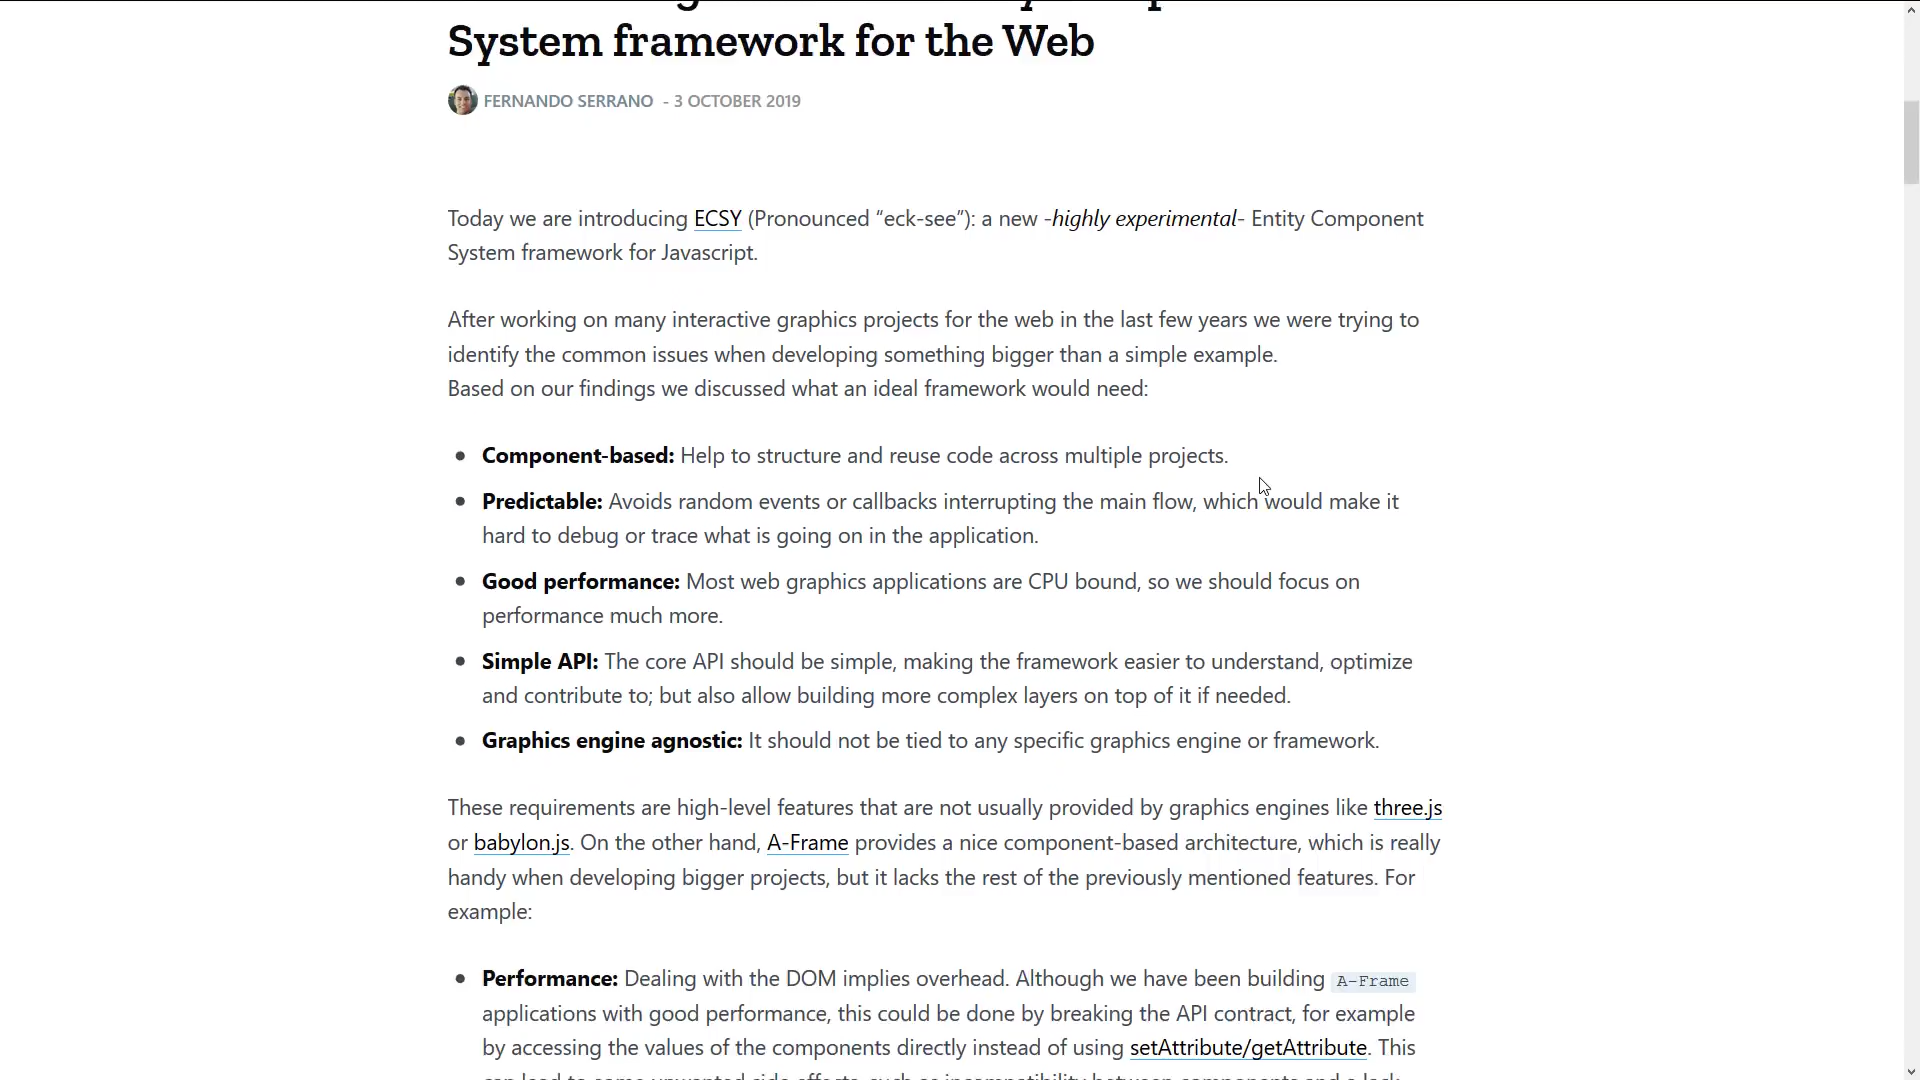 System framework for the Web
FERNANDO SERRANO - 3 OCTOBER 2019
Today we are introducing ECSY (Pronounced “eck-see”): a new -highly experimental- Entity Component
System framework for Javascript.
After working on many interactive graphics projects for the web in the last few years we were trying to
identify the common issues when developing something bigger than a simple example.
Based on our findings we discussed what an ideal framework would need:
• Component-based: Help to structure and reuse code across multiple projects.
• Predictable: Avoids random events or callbacks interrupting the main flow, which would make it
hard to debug or trace what is going on in the application.
• Good performance: Most web graphics applications are CPU bound, so we should focus on
performance much more.
• Simple API: The core API should be simple, making the framework easier to understand, optimize
and contribute to; but also allow building more complex layers on top of it if needed.
• Graphics engine agnostic: It should not be tied to any specific graphics engine or framework.
These requirements are high-level features that are not usually provided by graphics engines like three.js
or babylon.js. On the other hand, A-Frame provides a nice component-based architecture, which is really
handy when developing bigger projects, but it lacks the rest of the previously mentioned features. For
example:
• Performance: Dealing with the DOM implies overhead. Although we have been building A-Frame
applications with good performance, this could be done by breaking the API contract, for example
by accessing the values of the components directly instead of using setAttribute/getAttribute. This